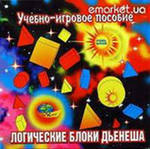 emarket.ua
Учебно-игровое пособие
ЛОГИЧЕСКИЕ БЛОКИ ДЬЕНЕША